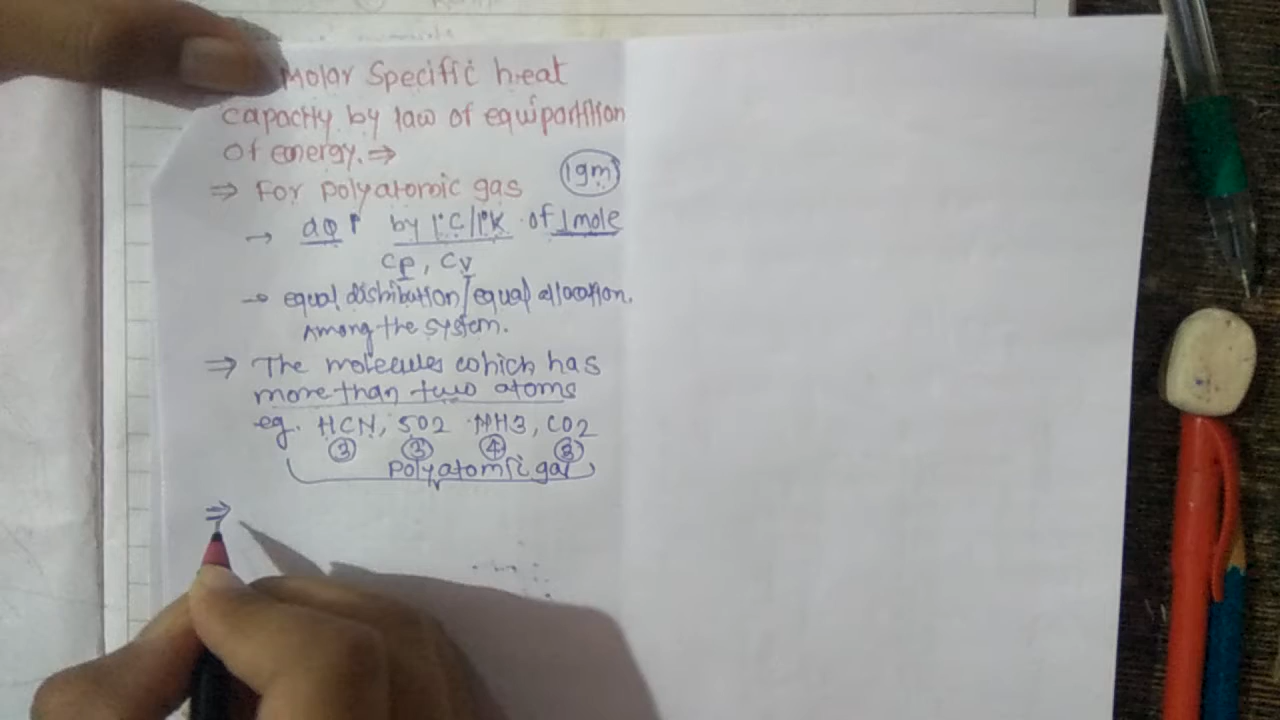 Molar Specific heat
capacity by law of equipartition
of energy. ⇒
1gm
⇒ For polyatomic gas
→ dQ↑ by 1°C/1°K of 1mole
CP, CV
→ equal distribution/equal allocation.
Among the system.
⇒ The molecules which has
more than two atoms
eg. HCN, SO2 NH3, CO2
3 3 4 3
polyatomic gas
⇒